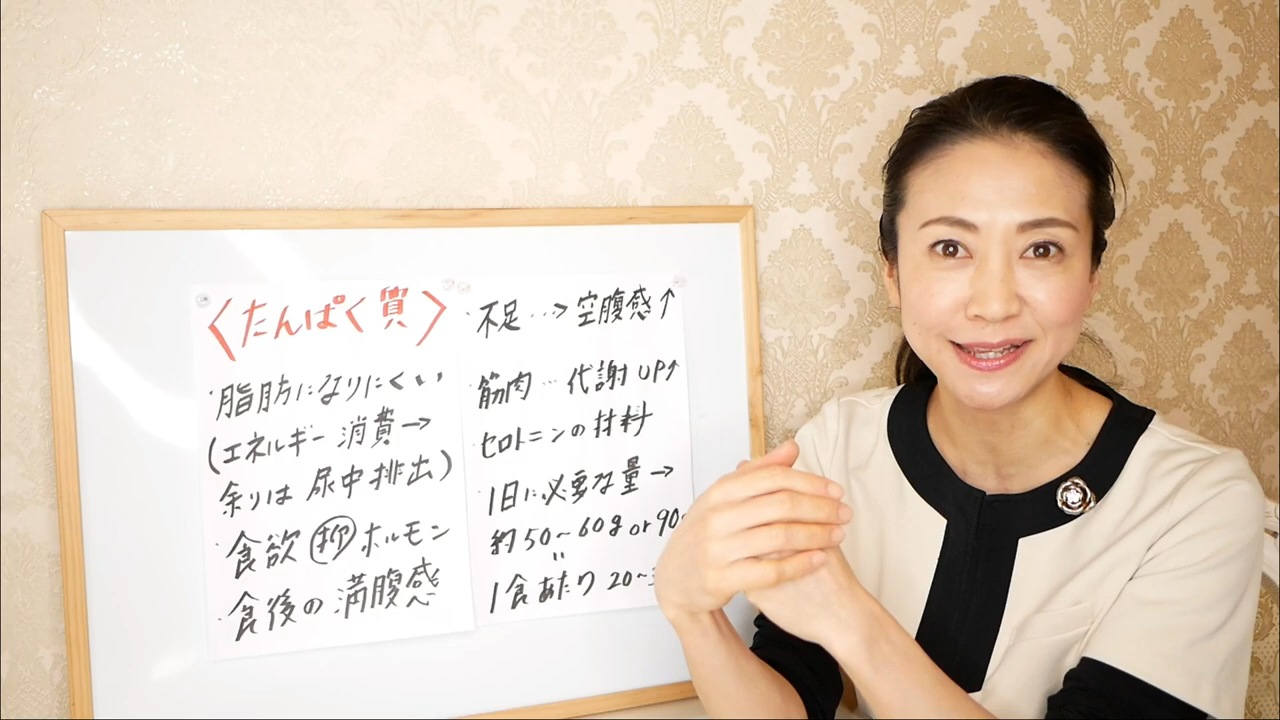 〈たんぱく質〉
・脂肪になりにくい
(エネルギー消費→
余りは尿中排出)
・食欲抑ホルモン
・食後の満腹感
・不足…→空腹感↑
・筋肉…代謝UP↑
・セロトニンの材料
・1日に必要な量→
約50~60g or 90
1食あたり 20~